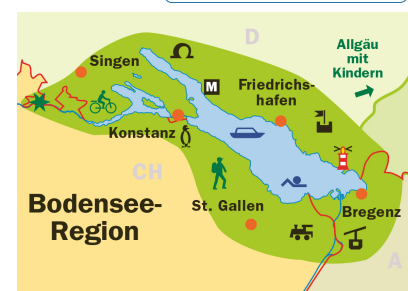 D
Singen
M
Allgäu
mit
Kindern
Friedrichs-
hafen
Konstanz
CH
St. Gallen
Bodensee-
Region
Bregenz
A